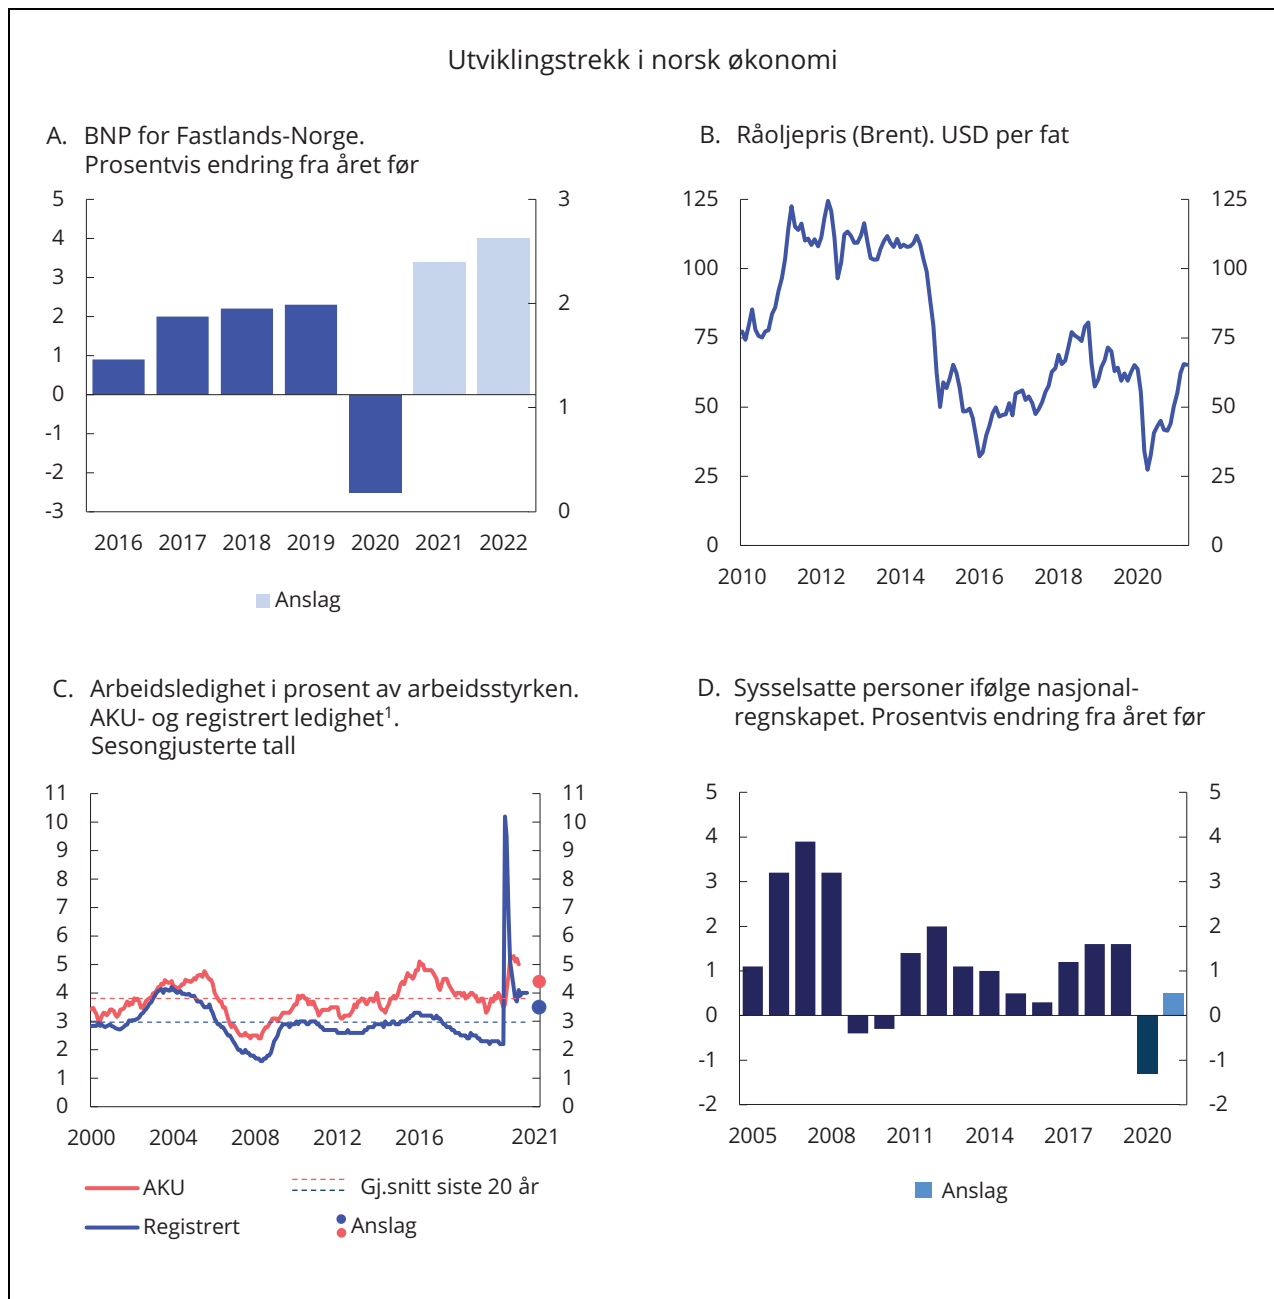 Utviklingstrekk i norsk økonomi
A. BNP for Fastlands-Norge.
Prosentvis endring fra året før
5 3
4
3
2 2
1
0
-1 1
-2
-3 0
2016 2017 2018 2019 2020 2021 2022
Anslag
B. Råoljepris (Brent). USD per fat
125 125
100 100
75 75
50 50
25 25
0 0
2010 2012 2014 2016 2018 2020
C. Arbeidsledighet i prosent av arbeidsstyrken.
AKU- og registrert ledighet¹.
Sesongjusterte tall
11 11
10 10
9 9
8 8
7 7
6 6
5 5
4 4
3 3
2 2
1 1
0 0
2000 2004 2008 2012 2016 2021
AKU Gj.snitt siste 20 år
Registrert Anslag
D. Sysselsatte personer ifølge nasjonal-
regnskapet. Prosentvis endring fra året før
5 5
4 4
3 3
2 2
1 1
0 0
-1 -1
-2 -2
2005 2008 2011 2014 2017 2020
Anslag